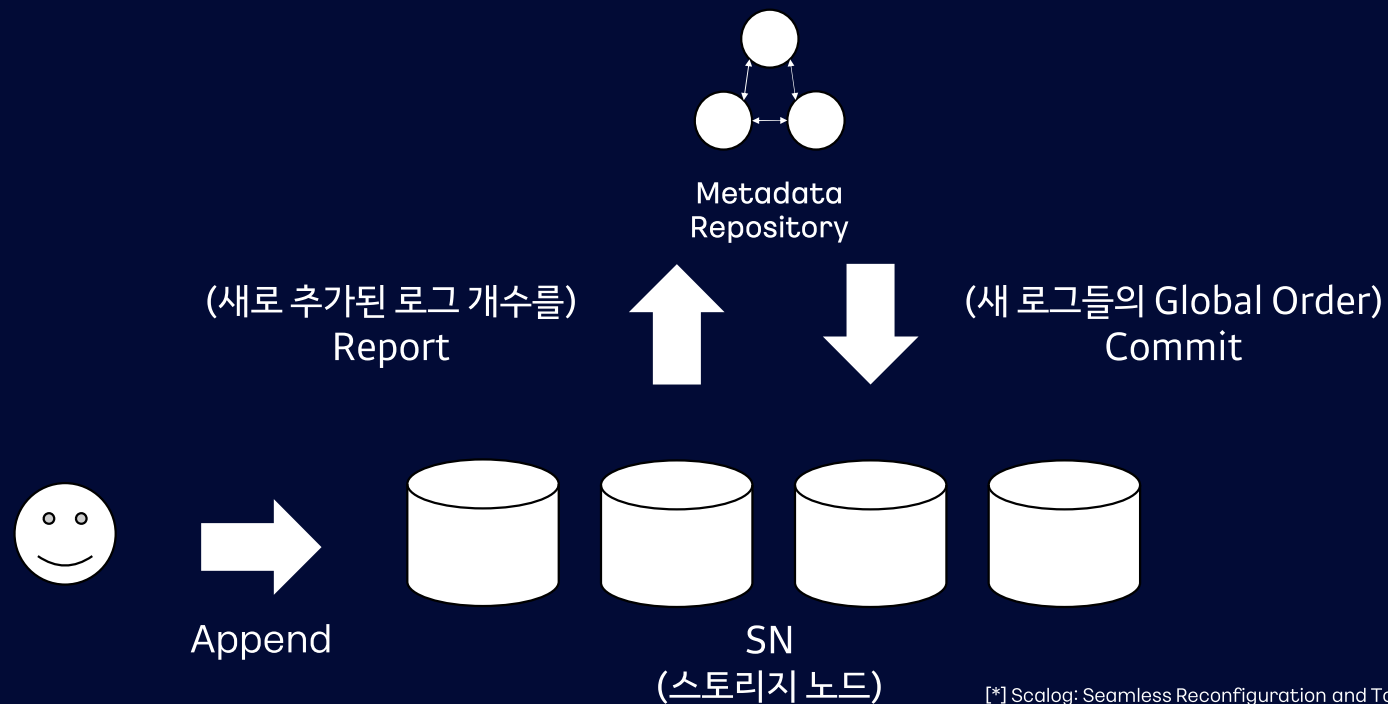 Metadata
Repository
(새로 추가된 로그 개수를)
Report
(새 로그들의 Global Order)
Commit
Append
SN
(스토리지 노드)
[*] Scalog: Seamless Reconfiguration and